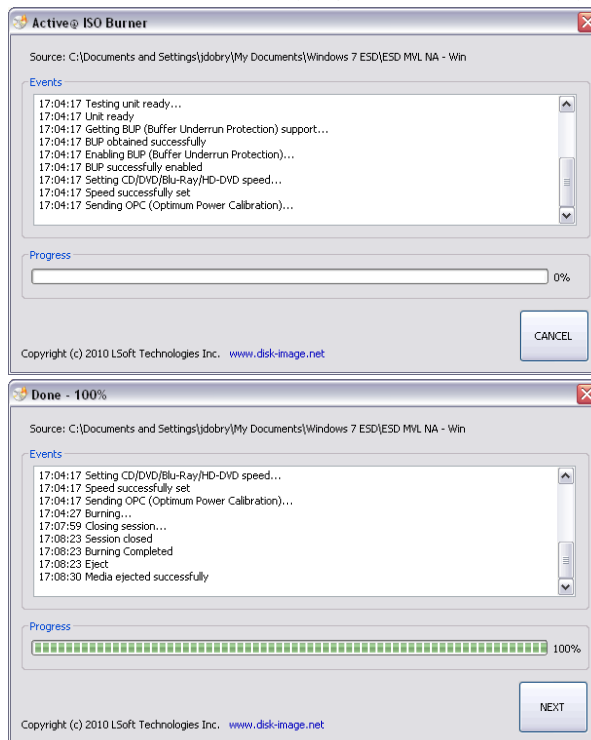 Active@ ISO Burner
Source: C:\Documents and Settings\jdobry\My Documents\Windows 7 ESD\ESD MVL NA - Win
Events
17:04:17 Testing unit ready...
17:04:17 Unit ready
17:04:17 Getting BUP (Buffer Underrun Protection) support...
17:04:17 BUP obtained successfully
17:04:17 Enabling BUP (Buffer Underrun Protection)...
17:04:17 BUP successfully enabled
17:04:17 Setting CD/DVD/Blu-Ray/HD-DVD speed...
17:04:17 Speed successfully set
17:04:17 Sending OPC (Optimum Power Calibration)...
Progress
0%
CANCEL
Copyright (c) 2010 LSoft Technologies Inc. www.disk-image.net
Done - 100%
Source: C:\Documents and Settings\jdobry\My Documents\Windows 7 ESD\ESD MVL NA - Win
Events
17:04:17 Setting CD/DVD/Blu-Ray/HD-DVD speed...
17:04:17 Speed successfully set
17:04:17 Sending OPC (Optimum Power Calibration)...
17:04:27 Burning...
17:07:59 Closing session...
17:08:23 Session closed
17:08:23 Burning Completed
17:08:23 Eject
17:08:30 Media ejected successfully
Progress
100%
NEXT
Copyright (c) 2010 LSoft Technologies Inc. www.disk-image.net